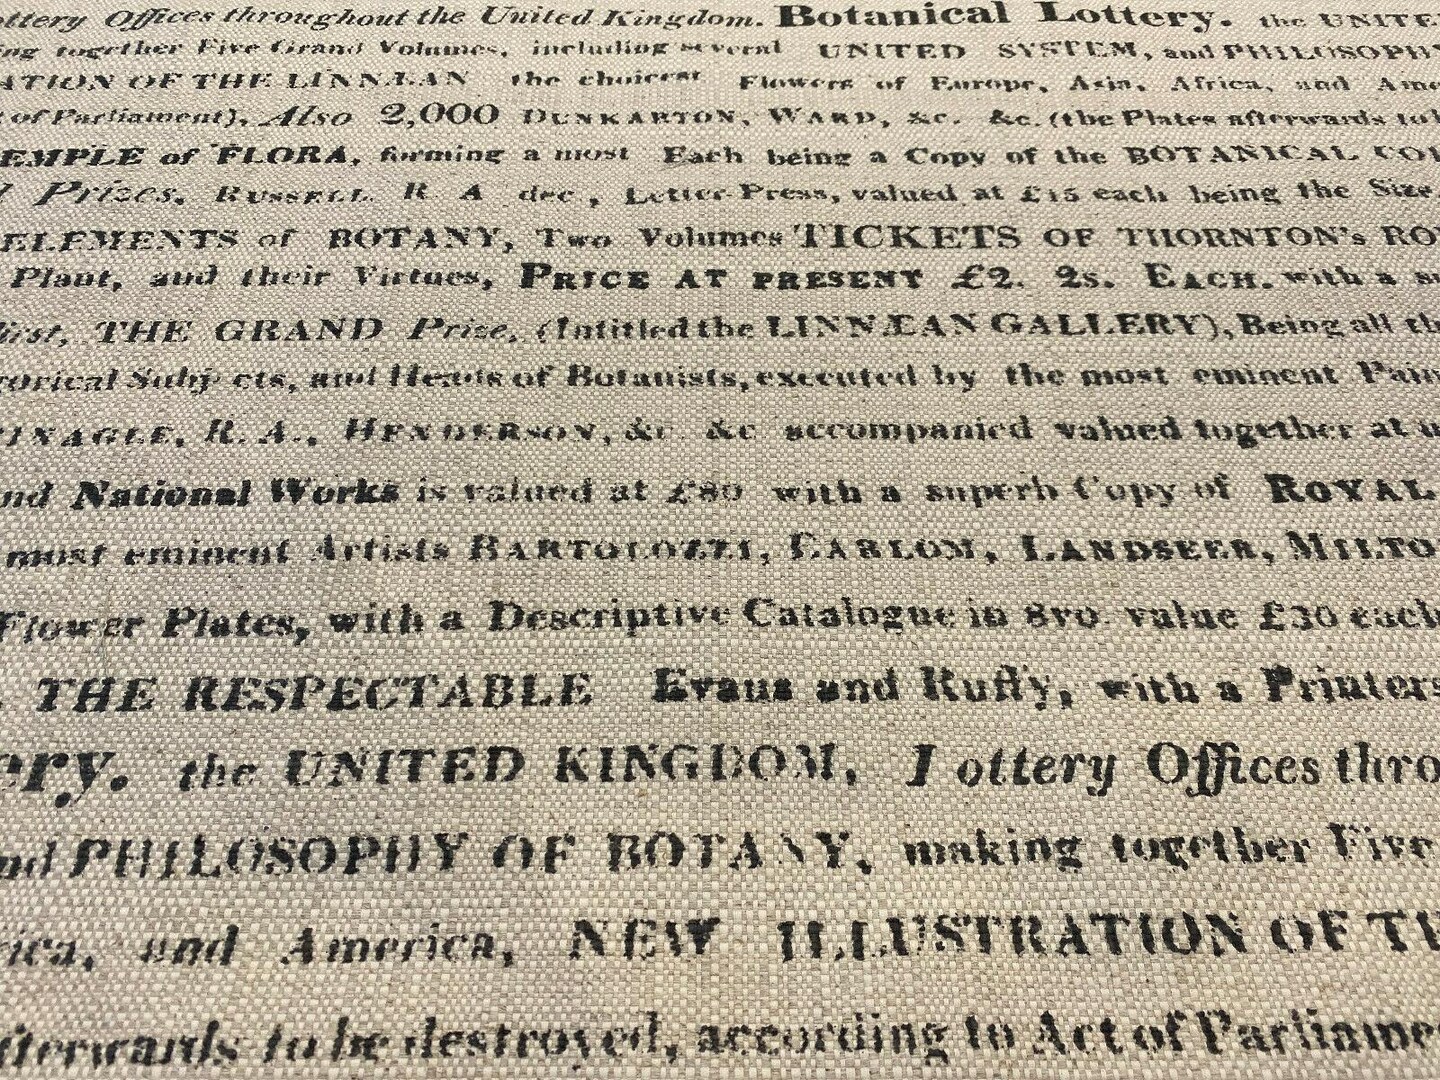 ottery Offices throughout the United Kingdom. Botanical Lottery. the UNITE
ing together Five Grand Volumes, including several UNITED SYSTEM, and PHILOSOPHY
ATION OF THE LINNÆAN the choicest Flowers of Europe, Asia, Africa, and Ame
t of Parliament), Also 2,000 DUNKARTON, WARD, &c. &c. (the Plates afterwards to b
EMPLE of FLORA, forming a most Each being a Copy of the BOTANICAL CO
l Prizes, RUSSELL R. A dec, Letter-Press, valued at £15 each being the Size
ELEMENTS of BOTANY, Two Volumes TICKETS OF THORNTON's RO
Plant, and their Virtues, PRICE AT PRESENT £2. 2s. EACH. with a s
first, THE GRAND Prize, (Intitled the LINNÆAN GALLERY), Being all th
torical Subj cts, and Heads of Botanists, executed by the most eminent Pain
INAGLE, R. A., HENDERSON, &c &c accompanied valued together at u
nd National Works is valued at £80 with a superb Copy of ROYAL
most eminent Artists BARTOLOZZI, EARLOM, LANDSEER, MILTO
Flower Plates, with a Descriptive Catalogue in 8vo value £30 each
THE RESPECTABLE Evans and Ruffy, with a Printers
ery. the UNITED KINGDOM, Lottery Offices thro
nd PHILOSOPHY OF BOTANY, making together Five
rica, and America, NEW ILLUSTRATION OF TH
fterwards to be destroyed, according to Act of Parliame